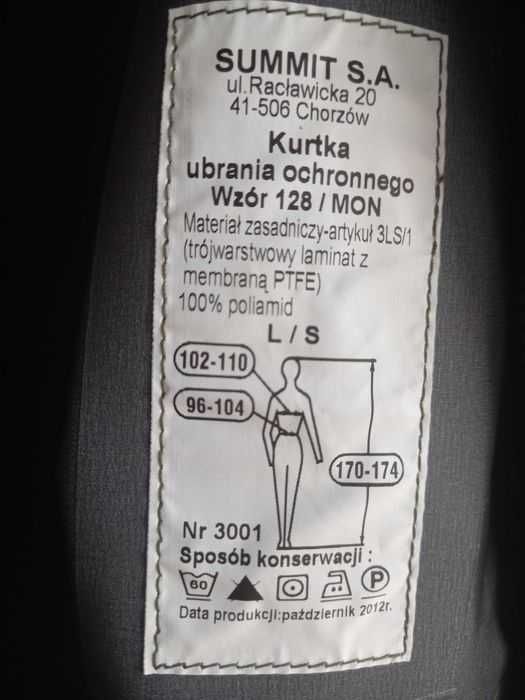 SUMMIT S.A.
ul.Racławicka 20
41-506 Chorzów
Kurtka
ubrania ochronnego
Wzór 128 / MON
Materiał zasadniczy-artykuł 3LS/1
(trójwarstwowy laminat z
membraną PTFE)
100% poliamid
L / S
102-110
96-104
170-174
Nr 3001
Sposób konserwacji :
60
P
Data produkcji:październik 2012r.